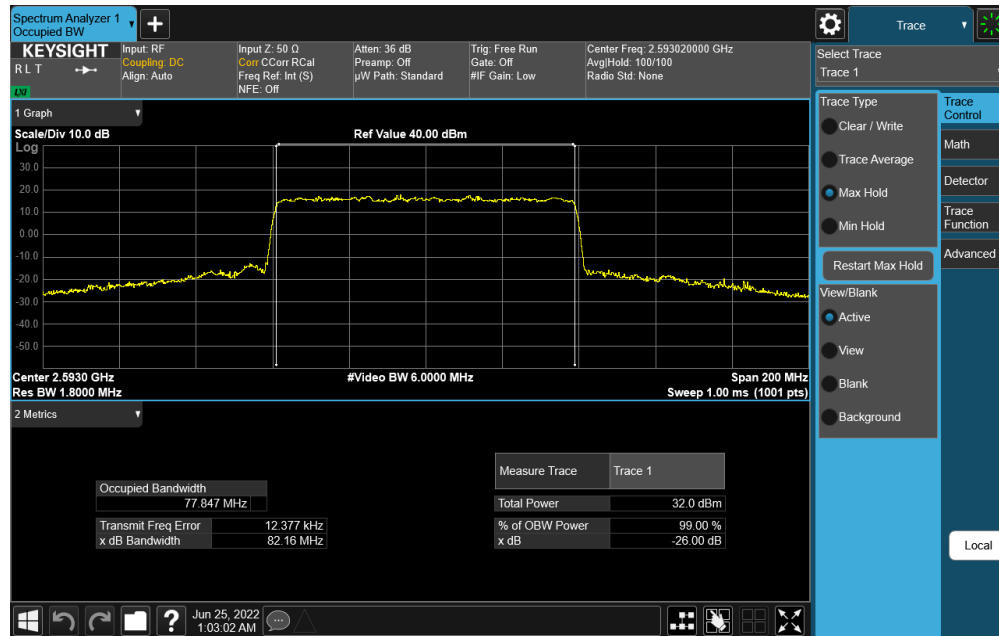 Spectrum Analyzer 1
Occupied BW
Trace
KEYSIGHT
R L T
LXI
Input: RF
Coupling: DC
Align: Auto
Input Z: 50 Ω
Corr CCorr RCal
Freq Ref: Int (S)
NFE: Off
Atten: 36 dB
Preamp: Off
µW Path: Standard
Trig: Free Run
Gate: Off
#IF Gain: Low
Center Freq: 2.593020000 GHz
Avg|Hold: 100/100
Radio Std: None
Select Trace
Trace 1
1 Graph
Scale/Div 10.0 dB
Ref Value 40.00 dBm
Log
30.0
20.0
10.0
0.00
-10.0
-20.0
-30.0
-40.0
-50.0
Center 2.5930 GHz
#Video BW 6.0000 MHz
Span 200 MHz
Res BW 1.8000 MHz
Sweep 1.00 ms (1001 pts)
Trace Type
Clear / Write
Trace Average
Max Hold
Min Hold
Restart Max Hold
View/Blank
Active
View
Blank
Background
Trace
Control
Math
Detector
Trace
Function
Advanced
Local
2 Metrics
Measure Trace
Trace 1
Occupied Bandwidth
77.847 MHz
Total Power
32.0 dBm
Transmit Freq Error
12.377 kHz
% of OBW Power
99.00 %
x dB Bandwidth
82.16 MHz
x dB
-26.00 dB
?
Jun 25, 2022
1:03:02 AM